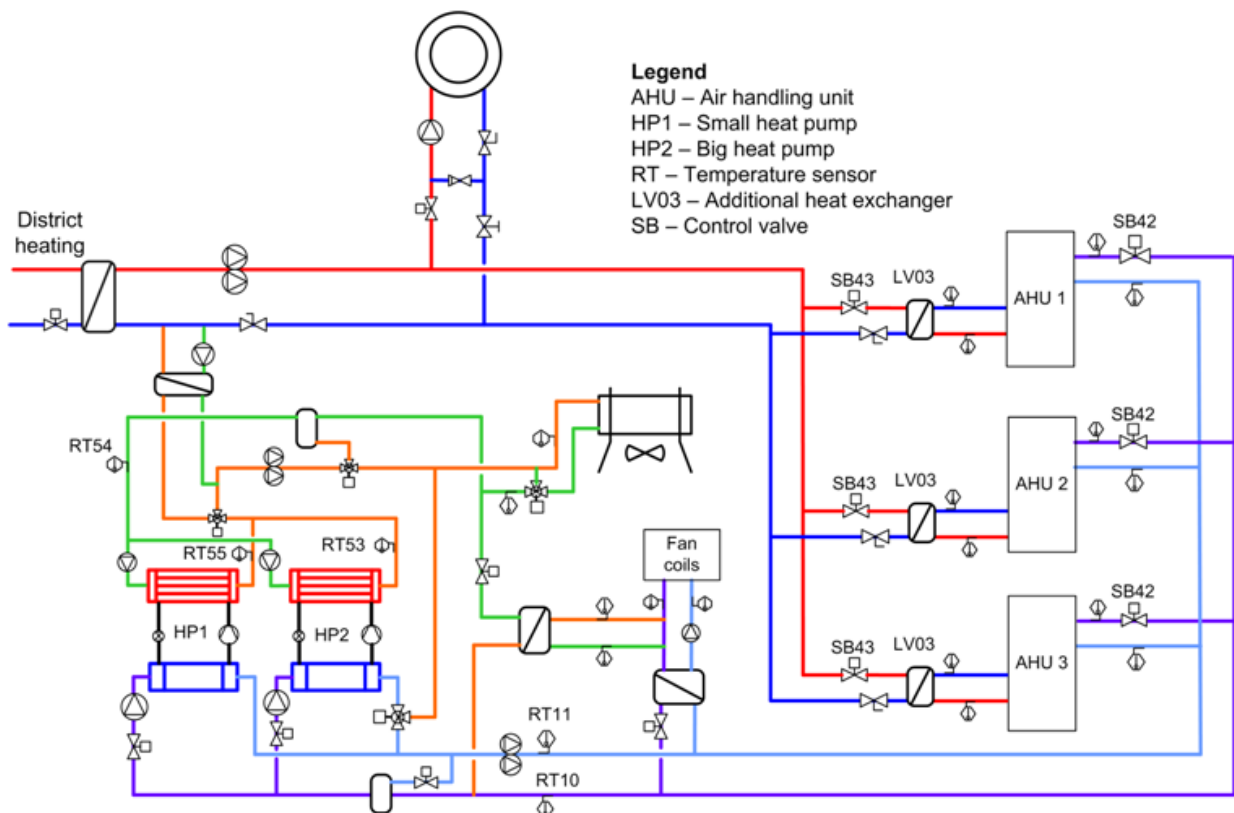 Legend
AHU – Air handling unit
HP1 – Small heat pump
HP2 – Big heat pump
RT – Temperature sensor
LV03 – Additional heat exchanger
SB – Control valve
District
heating
SB42
SB43
LV03
AHU 1
RT54
SB42
SB43
LV03
AHU 2
RT55
RT53
Fan
coils
SB42
HP1
HP2
SB43
LV03
AHU 3
RT11
RT10